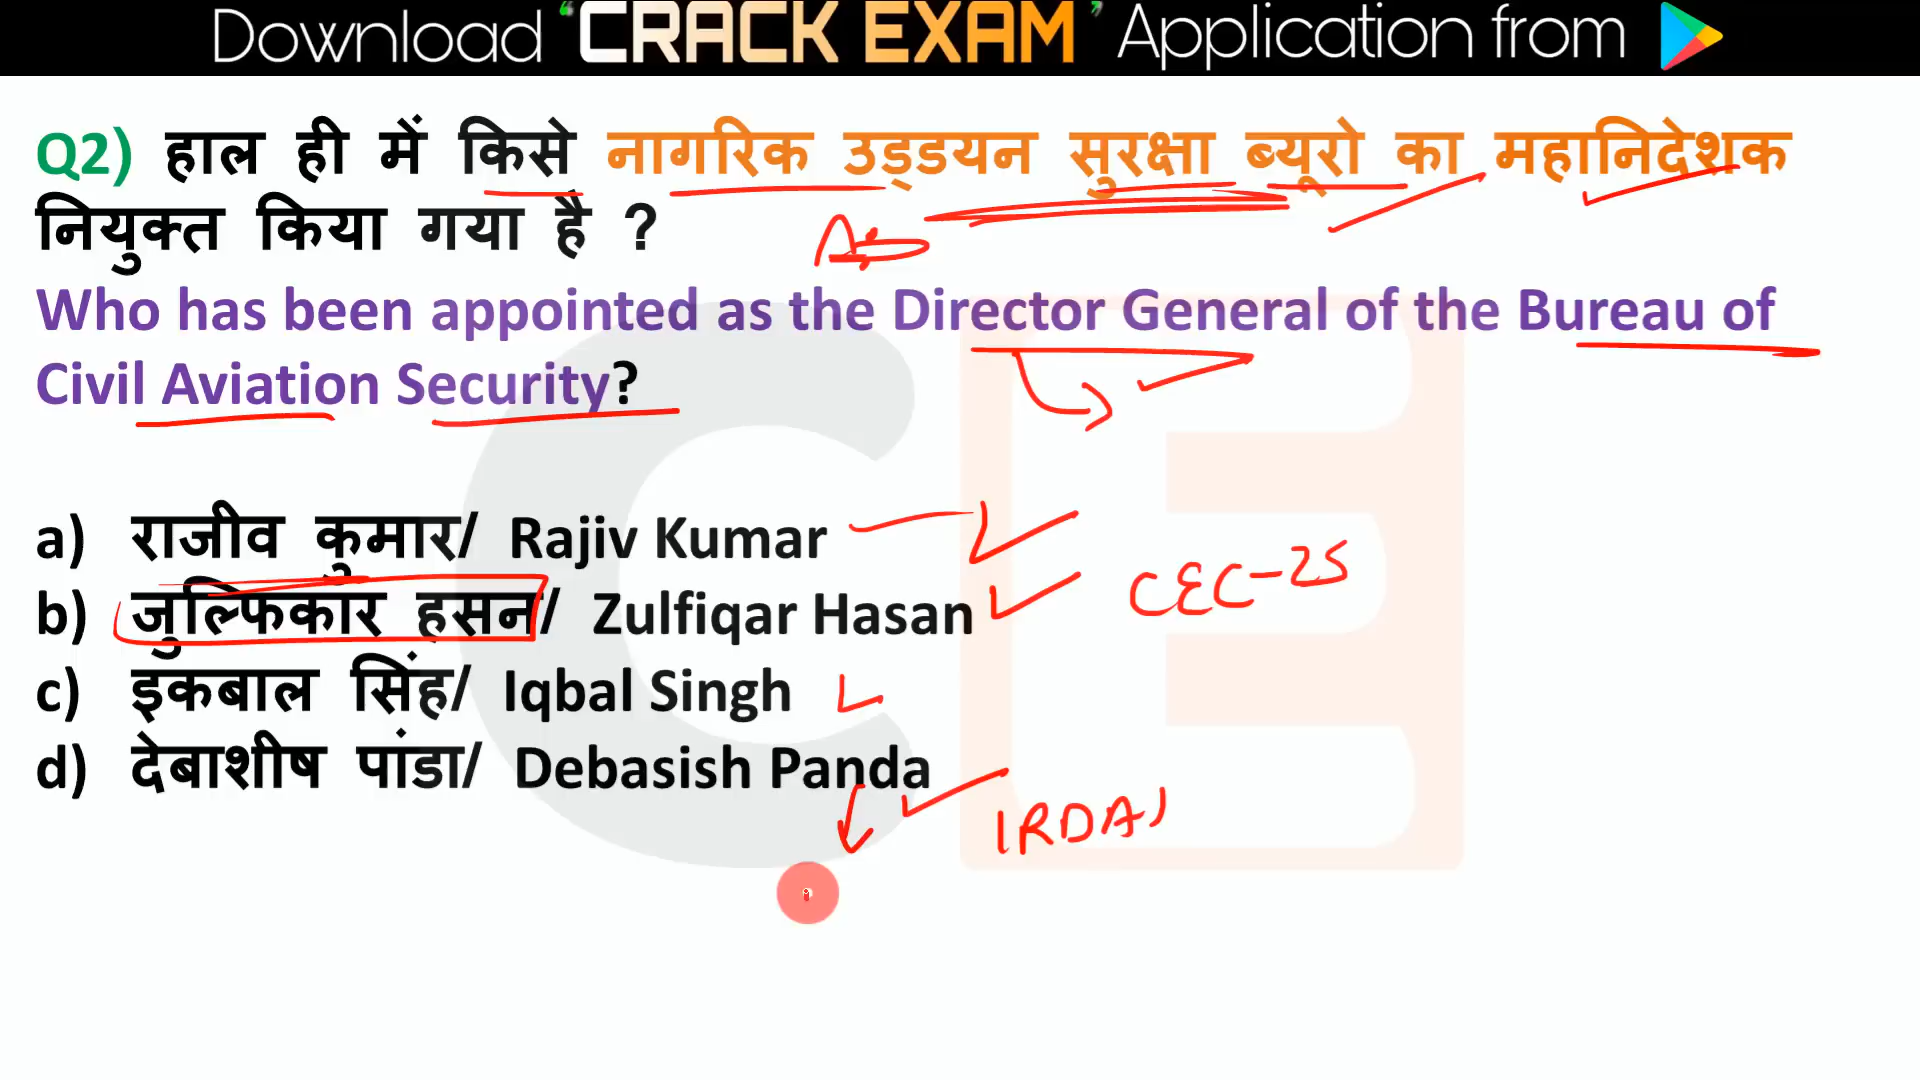 Download ‘CRACK EXAM’ Application from
Q2) हाल ही में किसे नागरिक उड्डयन सुरक्षा ब्यूरो का महानिदेशक
नियुक्त किया गया है ?
Who has been appointed as the Director General of the Bureau of
Civil Aviation Security?
a) राजीव कुमार/ Rajiv Kumar
b) जुल्फिकार हसन/ Zulfiqar Hasan
CEC-25
c) इकबाल सिंह/ Iqbal Singh
d) देबाशीष पांडा/ Debasish Panda
IRDAI
CE